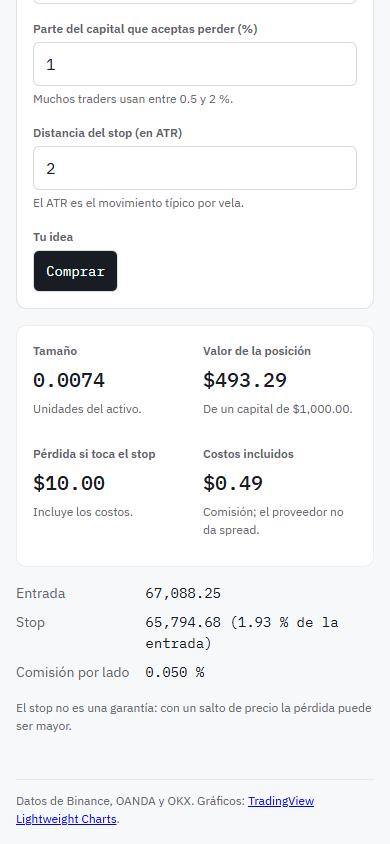 Parte del capital que aceptas perder (%)
1
Muchos traders usan entre 0.5 y 2 %.
Distancia del stop (en ATR)
2
El ATR es el movimiento típico por vela.
Tu idea
Comprar
Tamaño
0.0074
Unidades del activo.
Valor de la posición
$493.29
De un capital de $1,000.00.
Pérdida si toca el stop
$10.00
Incluye los costos.
Costos incluidos
$0.49
Comisión; el proveedor no
da spread.
Entrada 67,088.25
Stop 65,794.68 (1.93 % de la
entrada)
Comisión por lado 0.050 %
El stop no es una garantía: con un salto de precio la pérdida puede
ser mayor.
Datos de Binance, OANDA y OKX. Gráficos: TradingView
Lightweight Charts.